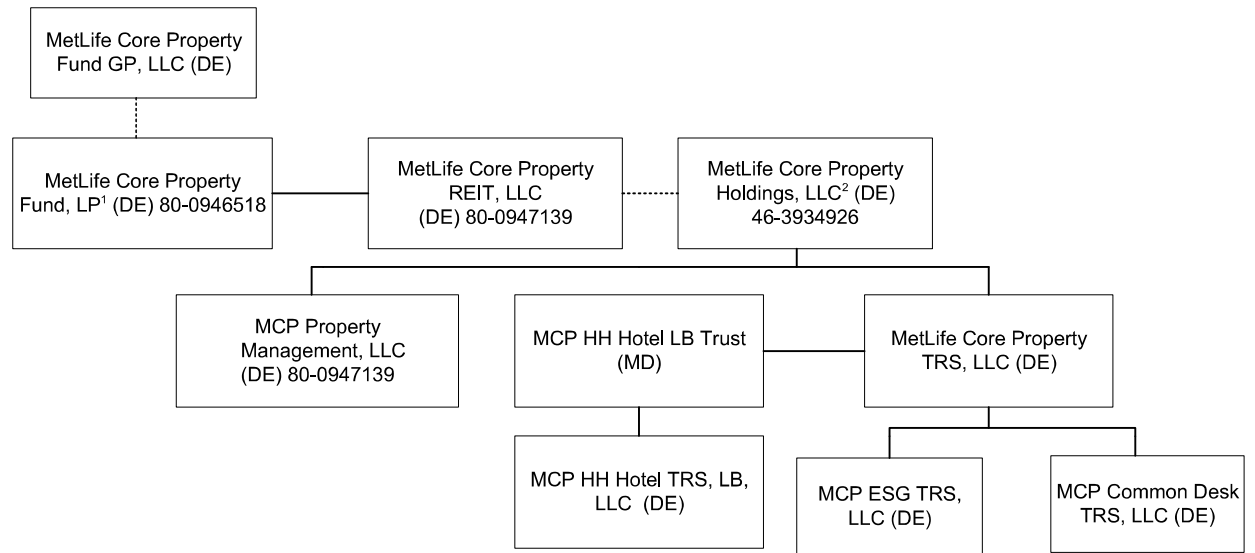 MetLife Core Property
Fund GP, LLC (DE)
MetLife Core Property
Fund, LP¹ (DE) 80-0946518
MetLife Core Property
REIT, LLC
(DE) 80-0947139
MetLife Core Property
Holdings, LLC² (DE)
46-3934926
MCP Property
Management, LLC
(DE) 80-0947139
MCP HH Hotel LB Trust
(MD)
MetLife Core Property
TRS, LLC (DE)
MCP HH Hotel TRS, LB,
LLC (DE)
MCP ESG TRS,
LLC (DE)
MCP Common Desk
TRS, LLC (DE)